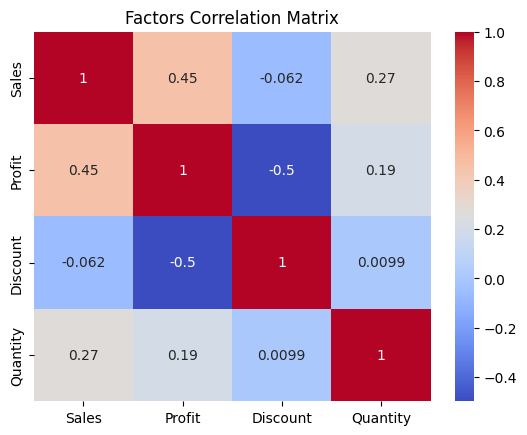 Factors Correlation Matrix
Sales 1 0.45 -0.062 0.27
Profit 0.45 1 -0.5 0.19
Discount -0.062 -0.5 1 0.0099
Quantity 0.27 0.19 0.0099 1
Sales Profit Discount Quantity
1.0
0.8
0.6
0.4
0.2
0.0
−0.2
−0.4